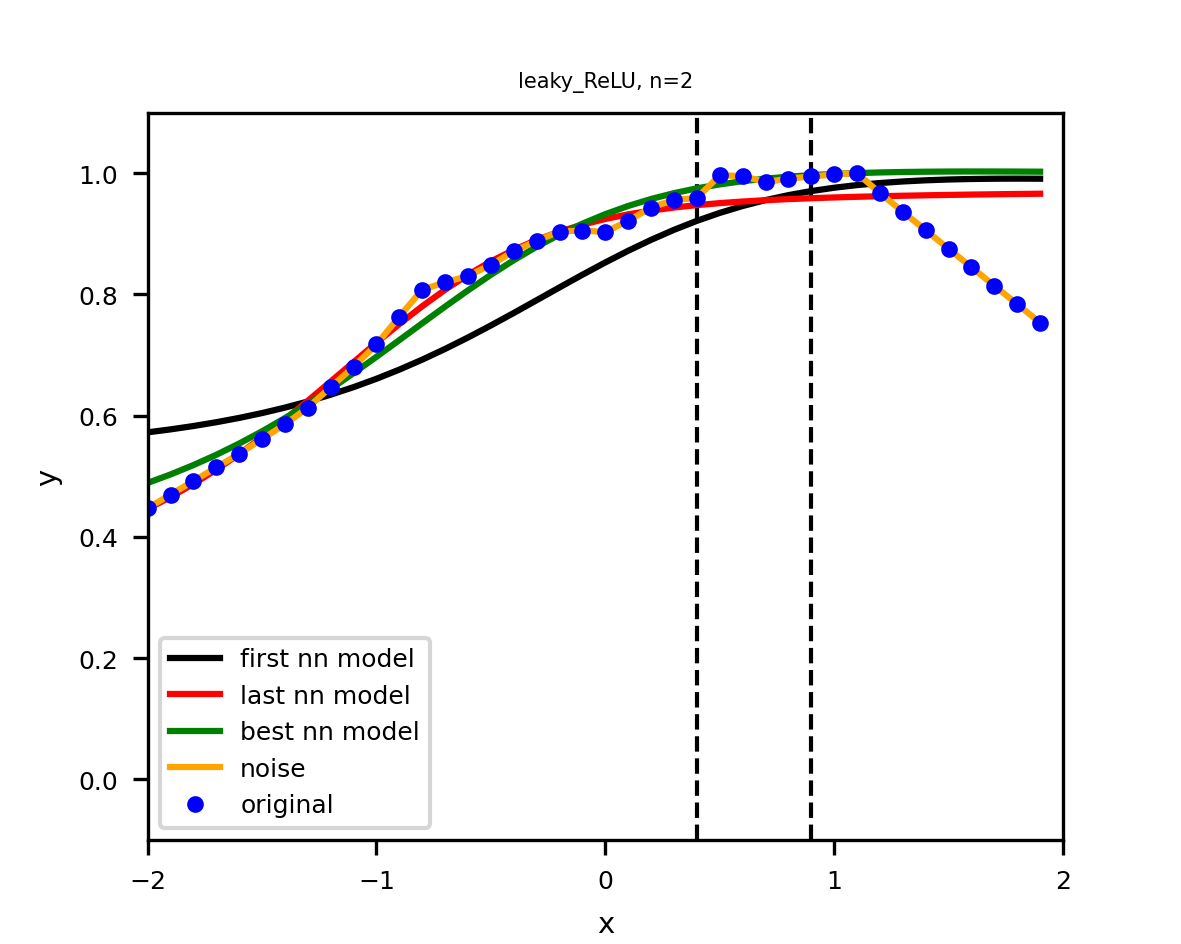 leaky_ReLU, n=2
1.0
0.8
0.6
0.4
0.2
0.0
y
first nn model
last nn model
best nn model
noise
original
−2
−1
0
1
2
x